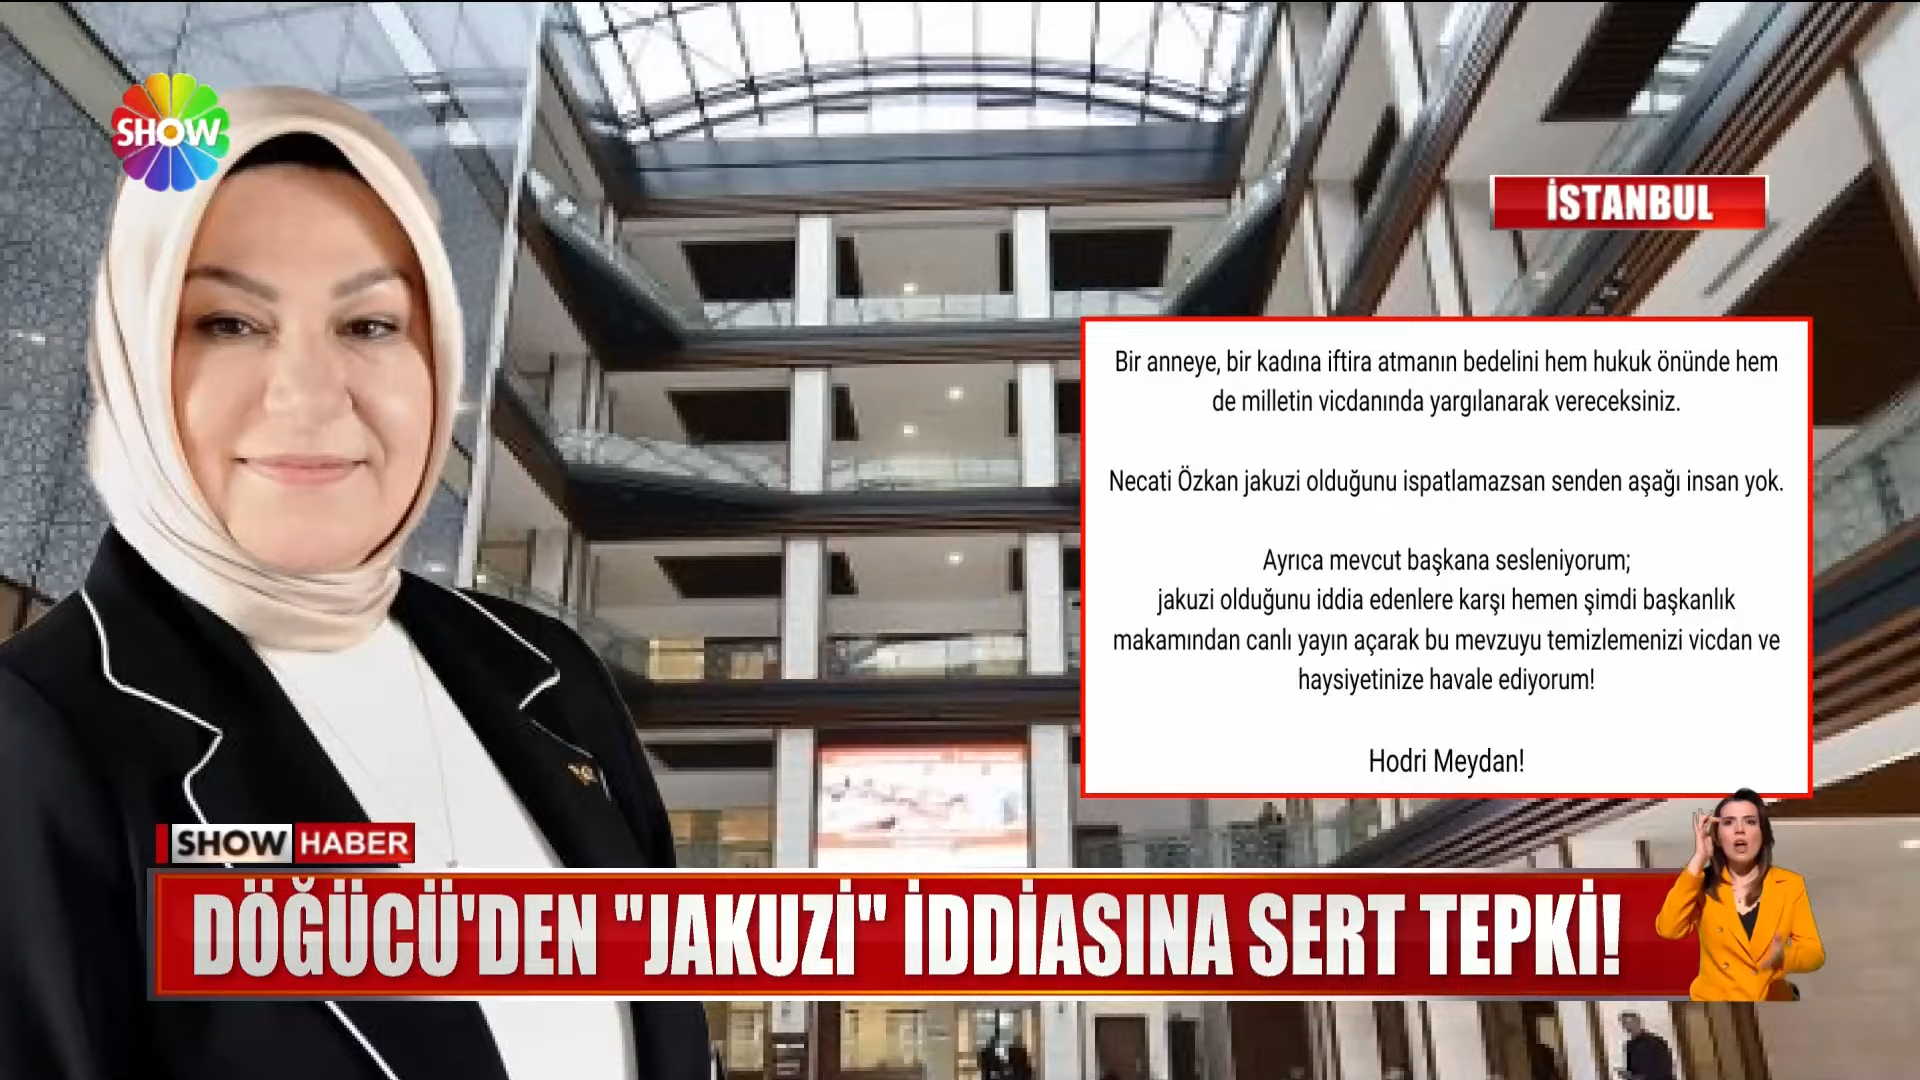 SHOW
İSTANBUL
Bir anneye, bir kadına iftira atmanın bedelini hem hukuk önünde hem
de milletin vicdanında yargılanarak vereceksiniz.
Necati Özkan jakuzi olduğunu ispatlamazsan senden aşağı insan yok.
Ayrıca mevcut başkana sesleniyorum;
jakuzi olduğunu iddia edenlere karşı hemen şimdi başkanlık
makamından canlı yayın açarak bu mevzuyu temizlemenizi vicdan ve
haysiyetinize havale ediyorum!
Hodri Meydan!
SHOW HABER
DÖĞÜCÜ'DEN "JAKUZİ" İDDİASINA SERT TEPKİ!